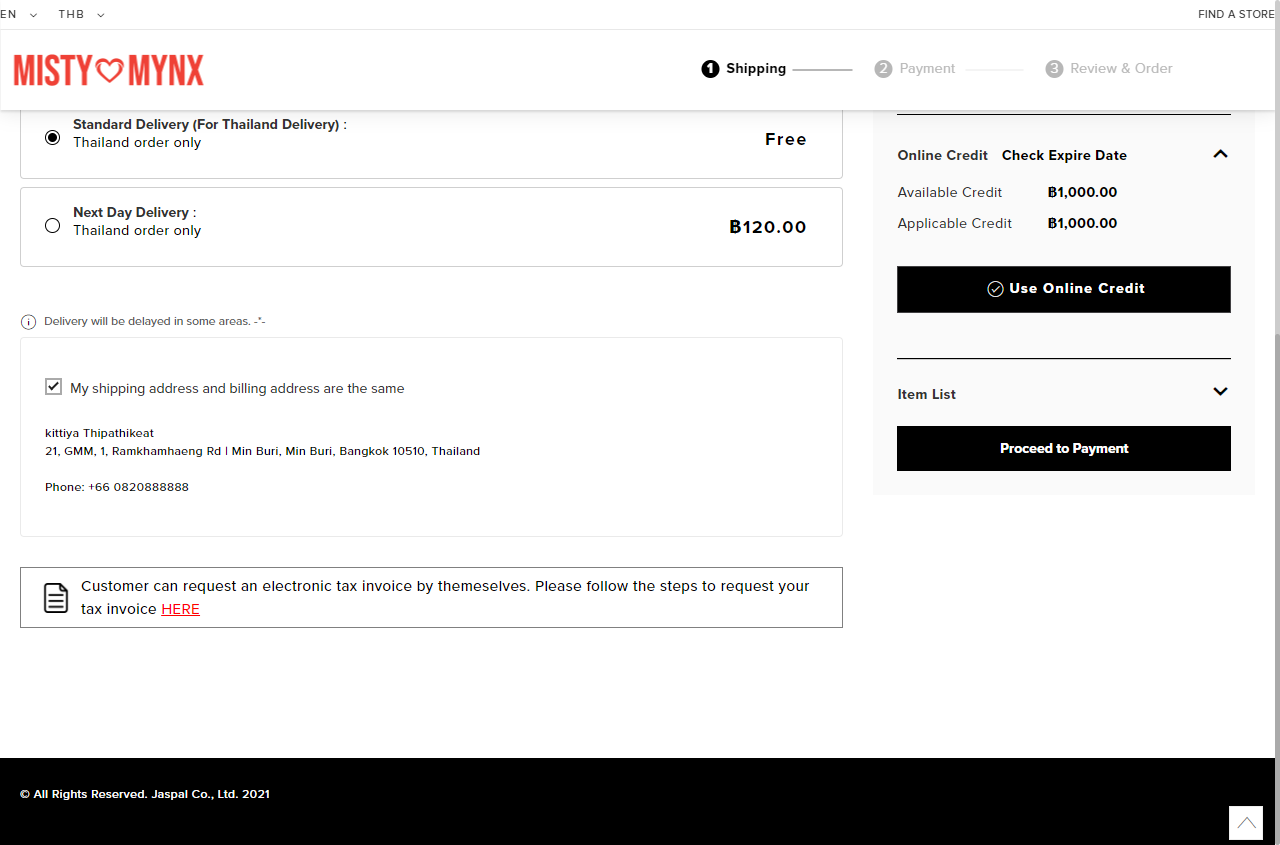 EN THB FIND A STORE
MISTY MYNX
1 Shipping 2 Payment 3 Review & Order
Standard Delivery (For Thailand Delivery) :
Thailand order only
Free
Next Day Delivery :
Thailand order only
฿120.00
Delivery will be delayed in some areas. -*-
My shipping address and billing address are the same
kittiya Thipathikeat
21, GMM, 1, Ramkhamhaeng Rd | Min Buri, Min Buri, Bangkok 10510, Thailand
Phone: +66 0820888888
Customer can request an electronic tax invoice by themeselves. Please follow the steps to request your
tax invoice HERE
Online Credit Check Expire Date
Available Credit ฿1,000.00
Applicable Credit ฿1,000.00
Use Online Credit
Item List
Proceed to Payment
© All Rights Reserved. Jaspal Co., Ltd. 2021